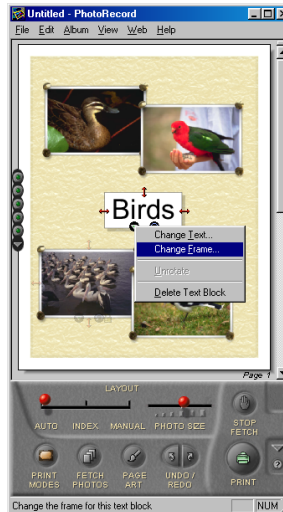 Untitled - PhotoRecord
File Edit Album View Web Help
Birds
Change Text...
Change Frame...
Unrotate
Delete Text Block
Page 1
LAYOUT
AUTO INDEX MANUAL PHOTO SIZE
STOP FETCH
PRINT MODES FETCH PHOTOS PAGE ART UNDO / REDO PRINT
Change the frame for this text block NUM